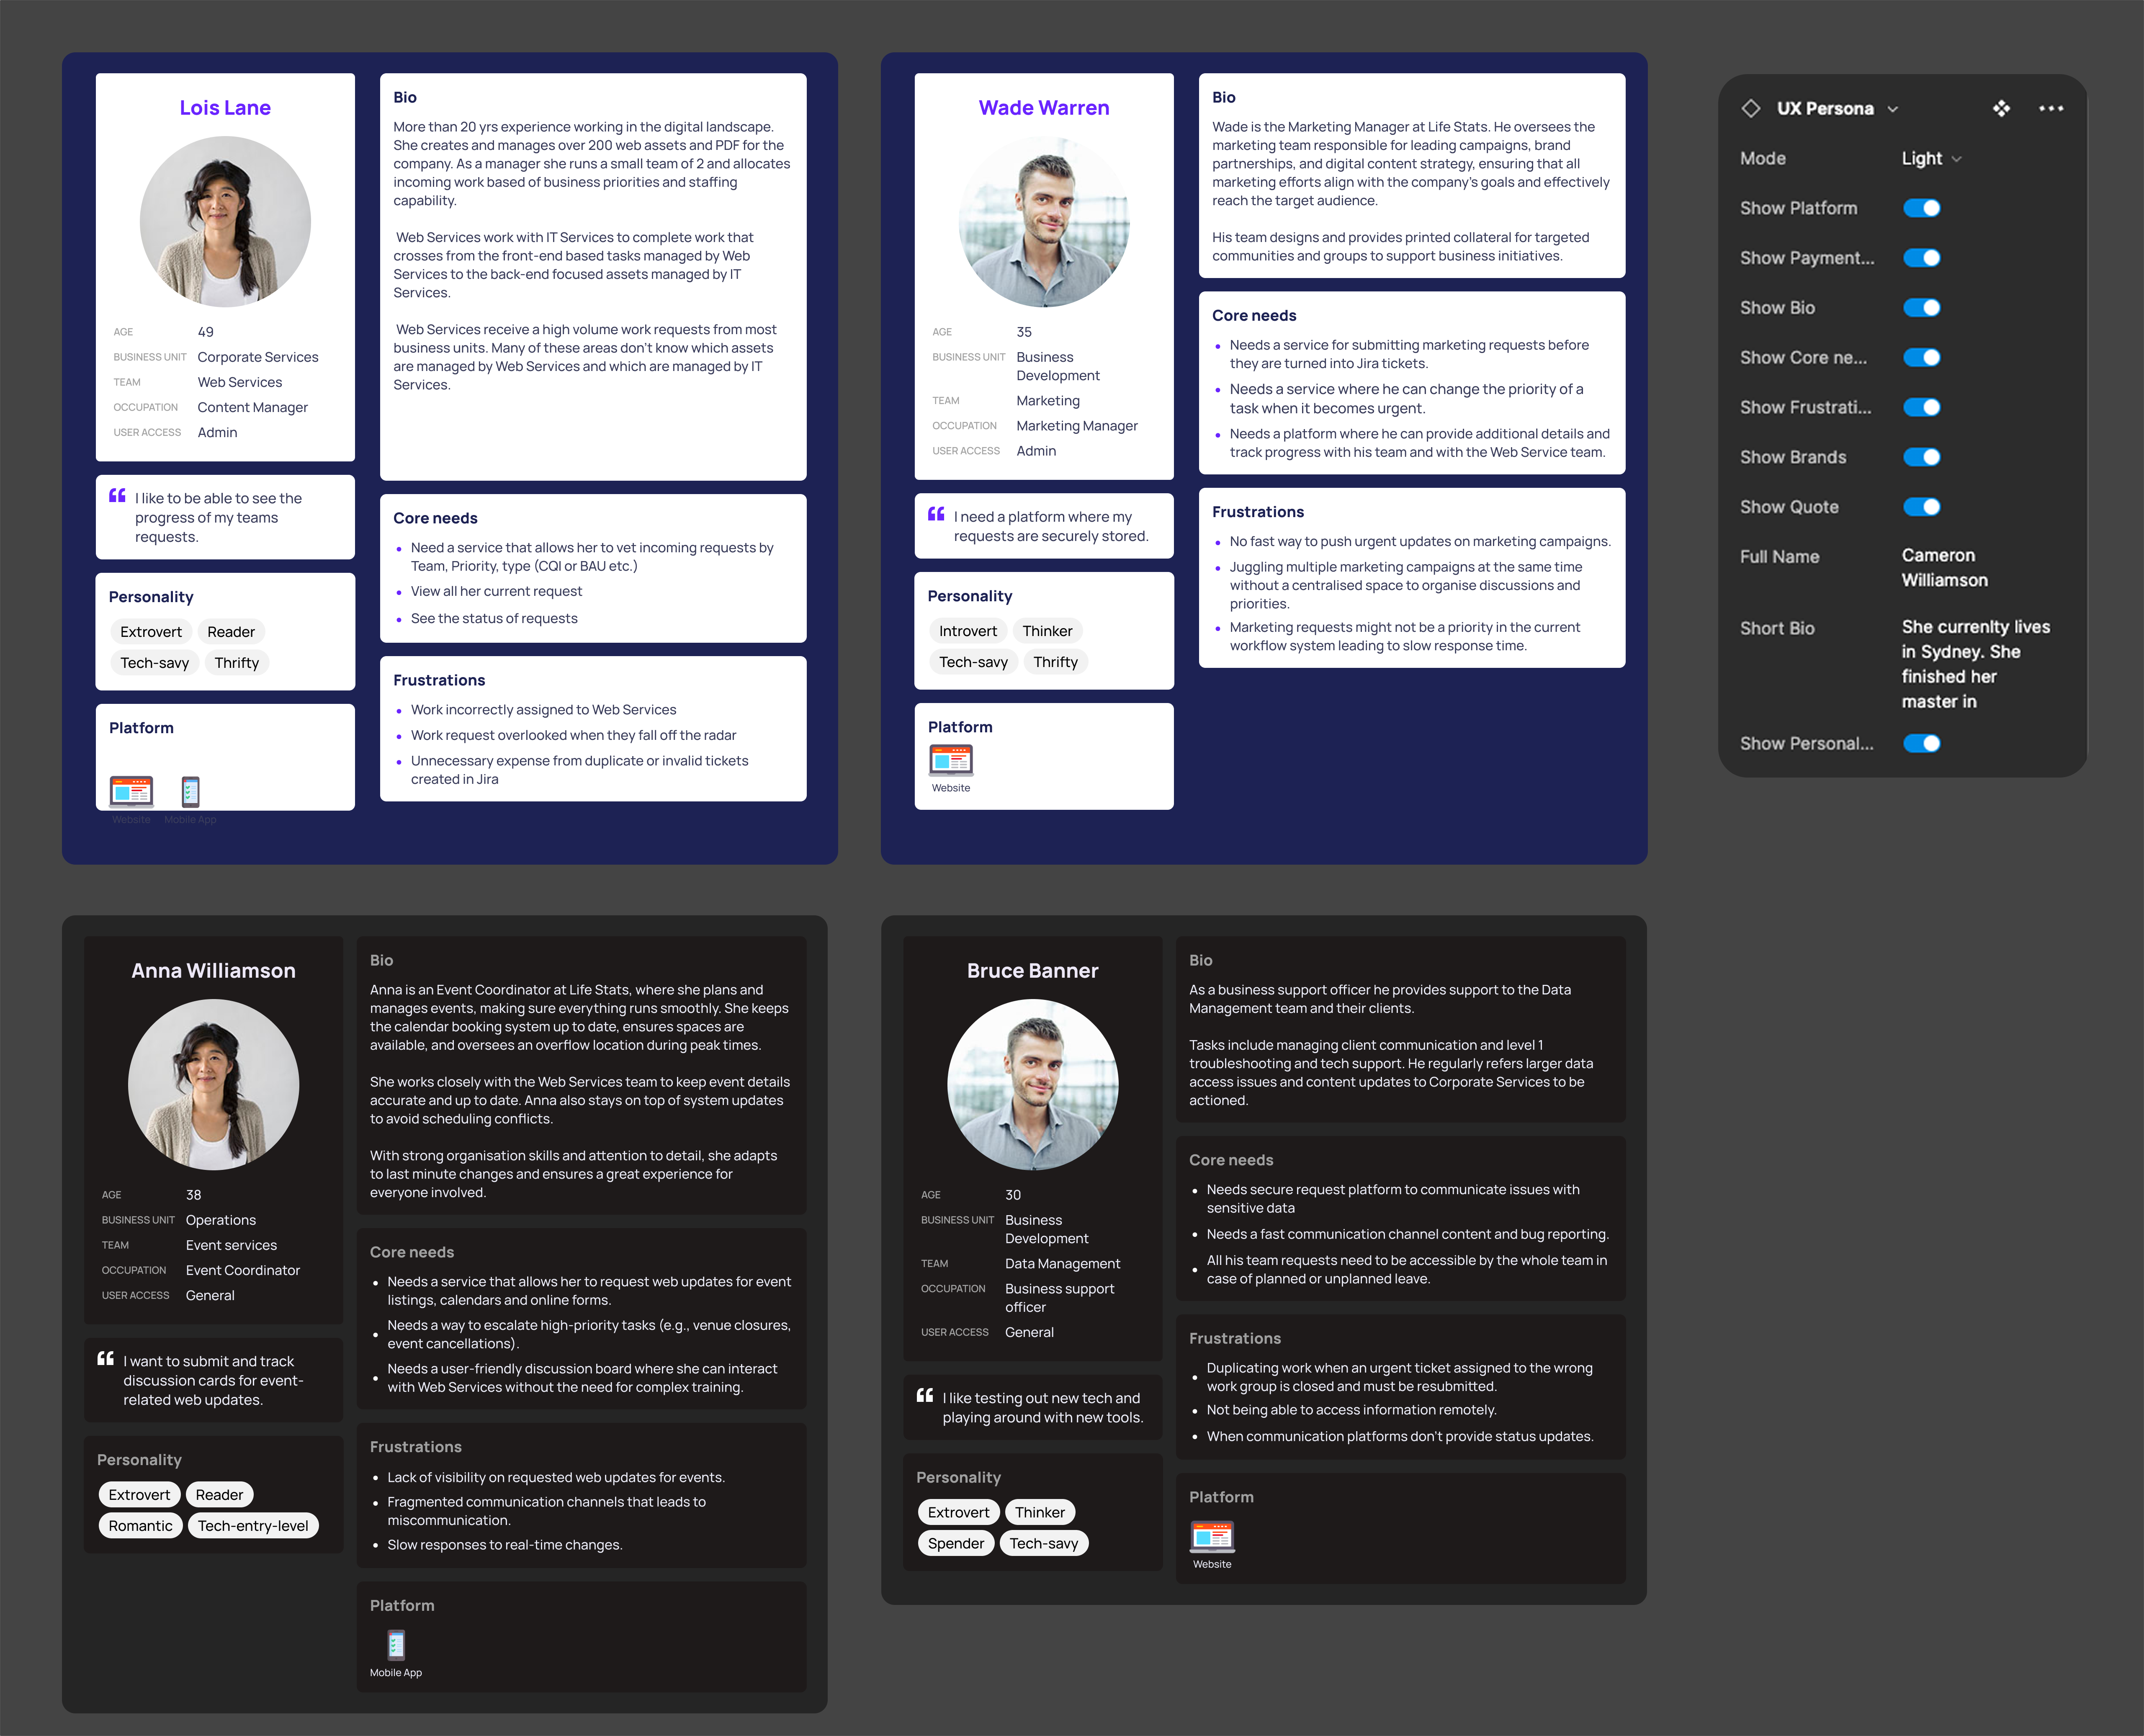 Lois Lane
AGE 49
BUSINESS UNIT Corporate Services
TEAM Web Services
OCCUPATION Content Manager
USER ACCESS Admin
I like to be able to see the
progress of my teams
requests.
Personality
Extrovert Reader
Tech-savy Thrifty
Platform
Website Mobile App
Bio
More than 20 yrs experience working in the digital landscape.
She creates and manages over 200 web assets and PDF for the
company. As a manager she runs a small team of 2 and allocates
incoming work based of business priorities and staffing
capability.
Web Services work with IT Services to complete work that
crosses from the front-end based tasks managed by Web
Services to the back-end focused assets managed by IT
Services.
Web Services receive a high volume work requests from most
business units. Many of these areas don't know which assets
are managed by Web Services and which are managed by IT
Services.
Core needs
Need a service that allows her to vet incoming requests by
Team, Priority, type (CQI or BAU etc.)
View all her current request
See the status of requests
Frustrations
Work incorrectly assigned to Web Services
Work request overlooked when they fall off the radar
Unnecessary expense from duplicate or invalid tickets
created in Jira
Wade Warren
AGE 35
BUSINESS UNIT Business
Development
TEAM Marketing
OCCUPATION Marketing Manager
USER ACCESS Admin
I need a platform where my
requests are securely stored.
Personality
Introvert Thinker
Tech-savy Thrifty
Platform
Website
Bio
Wade is the Marketing Manager at Life Stats. He oversees the
marketing team responsible for leading campaigns, brand
partnerships, and digital content strategy, ensuring that all
marketing efforts align with the company's goals and effectively
reach the target audience.
His team designs and provides printed collateral for targeted
communities and groups to support business initiatives.
Core needs
Needs a service for submitting marketing requests before
they are turned into Jira tickets.
Needs a service where he can change the priority of a
task when it becomes urgent.
Needs a platform where he can provide additional details and
track progress with his team and with the Web Service team.
Frustrations
No fast way to push urgent updates on marketing campaigns.
Juggling multiple marketing campaigns at the same time
without a centralised space to organise discussions and
priorities.
Marketing requests might not be a priority in the current
workflow system leading to slow response time.
UX Persona
Mode Light
Show Platform
Show Payment...
Show Bio
Show Core ne...
Show Frustrati...
Show Brands
Show Quote
Full Name Cameron
Williamson
Short Bio She currenlty lives
in Sydney. She
finished her
master in
Show Personal...
Anna Williamson
AGE 38
BUSINESS UNIT Operations
TEAM Event services
OCCUPATION Event Coordinator
USER ACCESS General
I want to submit and track
discussion cards for event-
related web updates.
Personality
Extrovert Reader
Romantic Tech-entry-level
Bio
Anna is an Event Coordinator at Life Stats, where she plans and
manages events, making sure everything runs smoothly. She keeps
the calendar booking system up to date, ensures spaces are
available, and oversees an overflow location during peak times.
She works closely with the Web Services team to keep event details
accurate and up to date. Anna also stays on top of system updates
to avoid scheduling conflicts.
With strong organisation skills and attention to detail, she adapts
to last minute changes and ensures a great experience for
everyone involved.
Core needs
Needs a service that allows her to request web updates for event
listings, calendars and online forms.
Needs a way to escalate high-priority tasks (e.g., venue closures,
event cancellations).
Needs a user-friendly discussion board where she can interact
with Web Services without the need for complex training.
Frustrations
Lack of visibility on requested web updates for events.
Fragmented communication channels that leads to
miscommunication.
Slow responses to real-time changes.
Platform
Mobile App
Bruce Banner
AGE 30
BUSINESS UNIT Business
Development
TEAM Data Management
OCCUPATION Business support
officer
USER ACCESS General
I like testing out new tech and
playing around with new tools.
Personality
Extrovert Thinker
Spender Tech-savy
Bio
As a business support officer he provides support to the Data
Management team and their clients.
Tasks include managing client communication and level 1
troubleshooting and tech support. He regularly refers larger data
access issues and content updates to Corporate Services to be
actioned.
Core needs
Needs secure request platform to communicate issues with
sensitive data
Needs a fast communication channel content and bug reporting.
All his team requests need to be accessible by the whole team in
case of planned or unplanned leave.
Frustrations
Duplicating work when an urgent ticket assigned to the wrong
work group is closed and must be resubmitted.
Not being able to access information remotely.
When communication platforms don't provide status updates.
Platform
Website